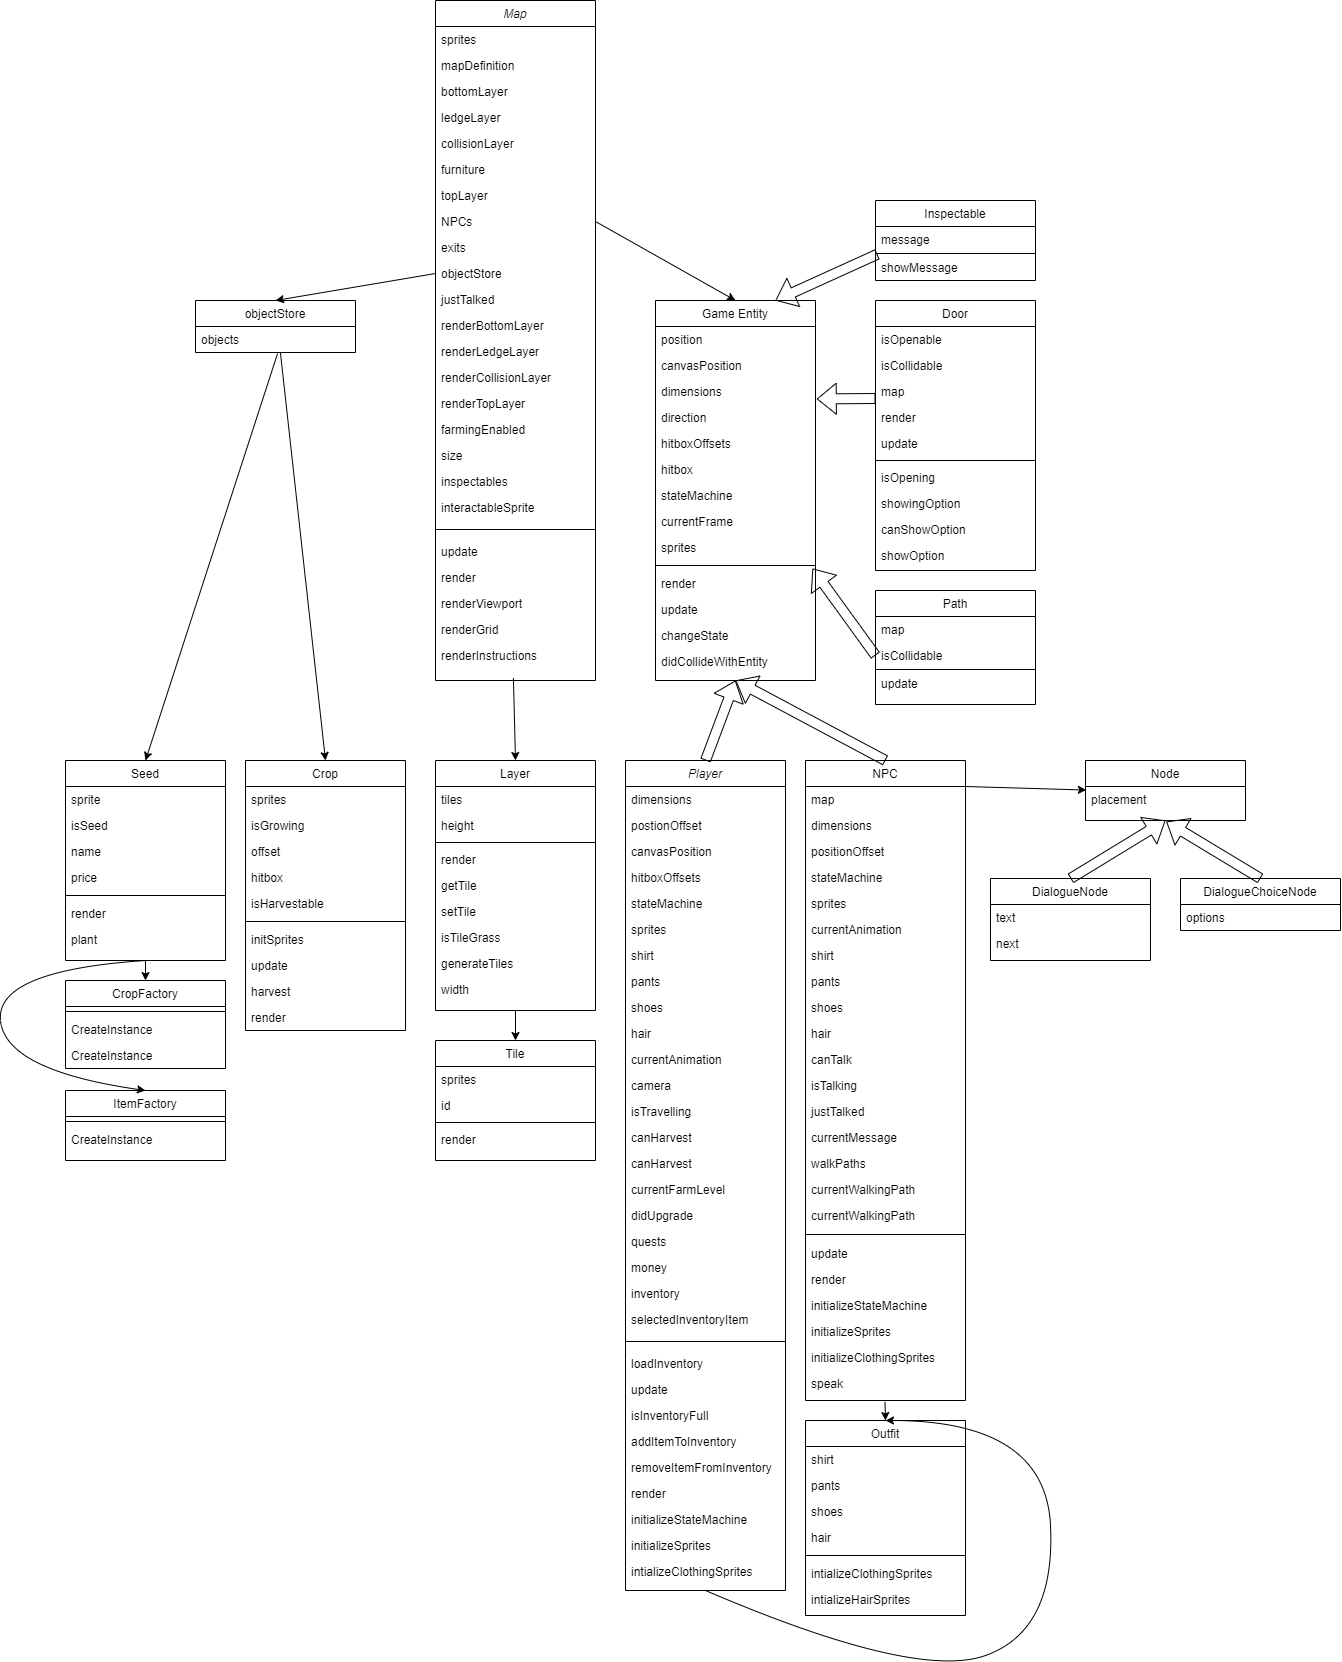 Map
sprites
mapDefinition
bottomLayer
ledgeLayer
collisionLayer
furniture
topLayer
NPCs
exits
objectStore
justTalked
renderBottomLayer
renderLedgeLayer
renderCollisionLayer
renderTopLayer
farmingEnabled
size
inspectables
interactableSprite
update
render
renderViewport
renderGrid
renderInstructions
Inspectable
message
showMessage
objectStore
objects
Game Entity
position
canvasPosition
dimensions
direction
hitboxOffsets
hitbox
stateMachine
currentFrame
sprites
render
update
changeState
didCollideWithEntity
Door
isOpenable
isCollidable
map
render
update
isOpening
showingOption
canShowOption
showOption
Path
map
isCollidable
update
Seed
sprite
isSeed
name
price
render
plant
CropFactory
CreateInstance
CreateInstance
ItemFactory
CreateInstance
Crop
sprites
isGrowing
offset
hitbox
isHarvestable
initSprites
update
harvest
render
Layer
tiles
height
render
getTile
setTile
isTileGrass
generateTiles
width
Tile
sprites
id
render
Player
dimensions
postionOffset
canvasPosition
hitboxOffsets
stateMachine
sprites
shirt
pants
shoes
hair
currentAnimation
camera
isTravelling
canHarvest
canHarvest
currentFarmLevel
didUpgrade
quests
money
inventory
selectedInventoryItem
loadInventory
update
isInventoryFull
addItemToInventory
removeItemFromInventory
render
initializeStateMachine
initializeSprites
intializeClothingSprites
NPC
map
dimensions
positionOffset
stateMachine
sprites
currentAnimation
shirt
pants
shoes
hair
canTalk
isTalking
justTalked
currentMessage
walkPaths
currentWalkingPath
currentWalkingPath
update
render
initializeStateMachine
initializeSprites
initializeClothingSprites
speak
Outfit
shirt
pants
shoes
hair
intializeClothingSprites
intializeHairSprites
Node
placement
DialogueNode
text
next
DialogueChoiceNode
options